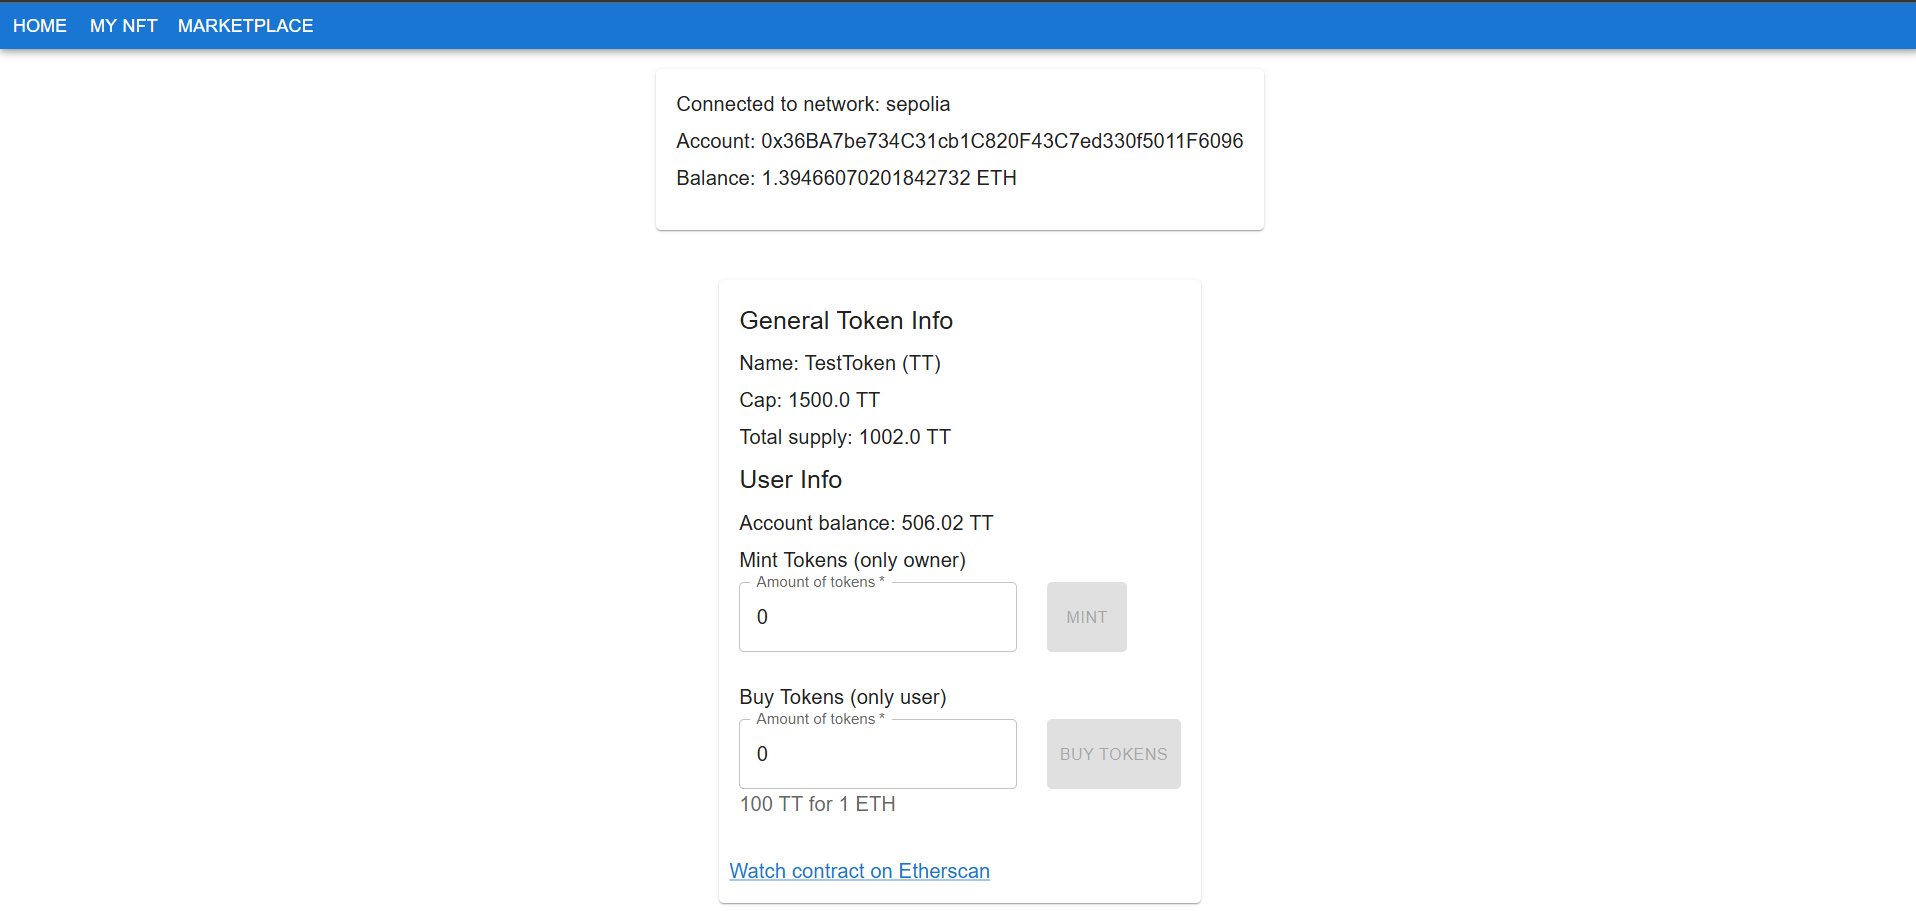 HOME MY NFT MARKETPLACE
Connected to network: sepolia
Account: 0x36BA7be734C31cb1C820F43C7ed330f5011F6096
Balance: 1.39466070201842732 ETH
General Token Info
Name: TestToken (TT)
Cap: 1500.0 TT
Total supply: 1002.0 TT
User Info
Account balance: 506.02 TT
Mint Tokens (only owner)
Amount of tokens *
0 MINT
Buy Tokens (only user)
Amount of tokens *
0 BUY TOKENS
100 TT for 1 ETH
Watch contract on Etherscan